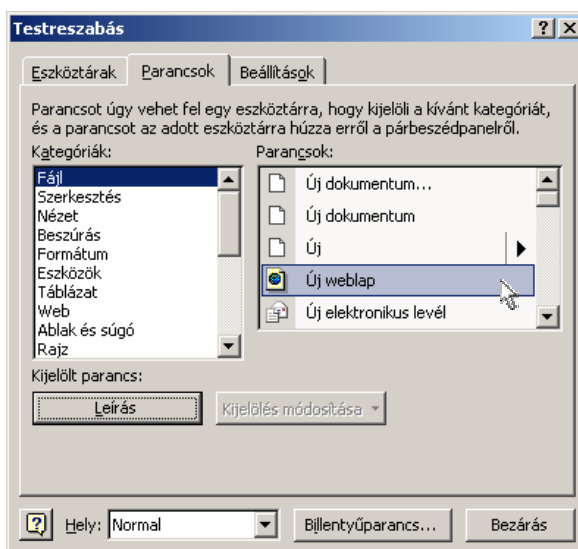 Testreszabás
Eszköztárak Parancsok Beállítások
Parancsot úgy vehet fel egy eszköztárra, hogy kijelöli a kívánt kategóriát,
és a parancsot az adott eszköztárra húzza erről a párbeszédpanelről.
Kategóriák:
Fájl
Szerkesztés
Nézet
Beszúrás
Formátum
Eszközök
Táblázat
Web
Ablak és súgó
Rajz
Parancsok:
Új dokumentum...
Új dokumentum
Új
Új weblap
Új elektronikus levél
Kijelölt parancs:
Leírás Kijelölés módosítása
Hely: Normal Billentyűparancs... Bezárás